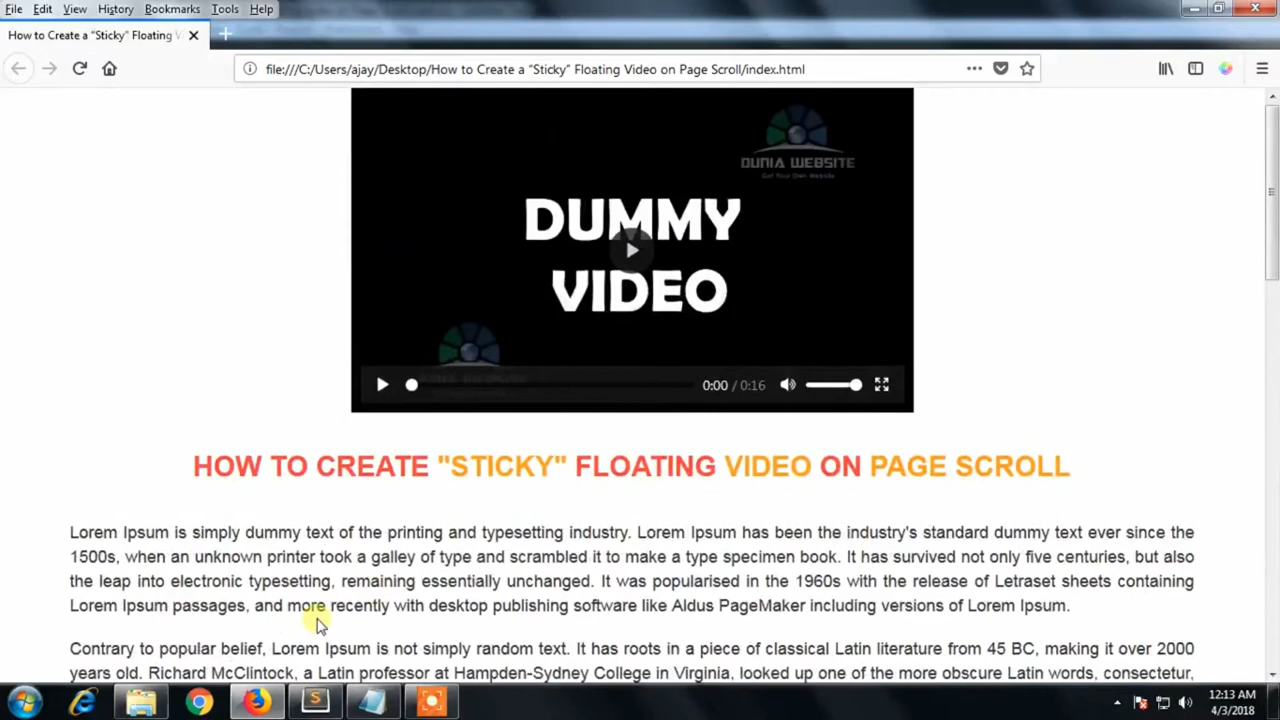 File Edit View History Bookmarks Tools Help
How to Create a "Sticky" Floating V
file:///C:/Users/ajay/Desktop/How to Create a "Sticky" Floating Video on Page Scroll/index.html
DUNIA WEBSITE
Get Your Own Website
DUMMY
VIDEO
0:00 / 0:16
HOW TO CREATE "STICKY" FLOATING VIDEO ON PAGE SCROLL
Lorem Ipsum is simply dummy text of the printing and typesetting industry. Lorem Ipsum has been the industry's standard dummy text ever since the
1500s, when an unknown printer took a galley of type and scrambled it to make a type specimen book. It has survived not only five centuries, but also
the leap into electronic typesetting, remaining essentially unchanged. It was popularised in the 1960s with the release of Letraset sheets containing
Lorem Ipsum passages, and more recently with desktop publishing software like Aldus PageMaker including versions of Lorem Ipsum.
Contrary to popular belief, Lorem Ipsum is not simply random text. It has roots in a piece of classical Latin literature from 45 BC, making it over 2000
years old. Richard McClintock, a Latin professor at Hampden-Sydney College in Virginia, looked up one of the more obscure Latin words, consectetur,
12:13 AM
4/3/2018